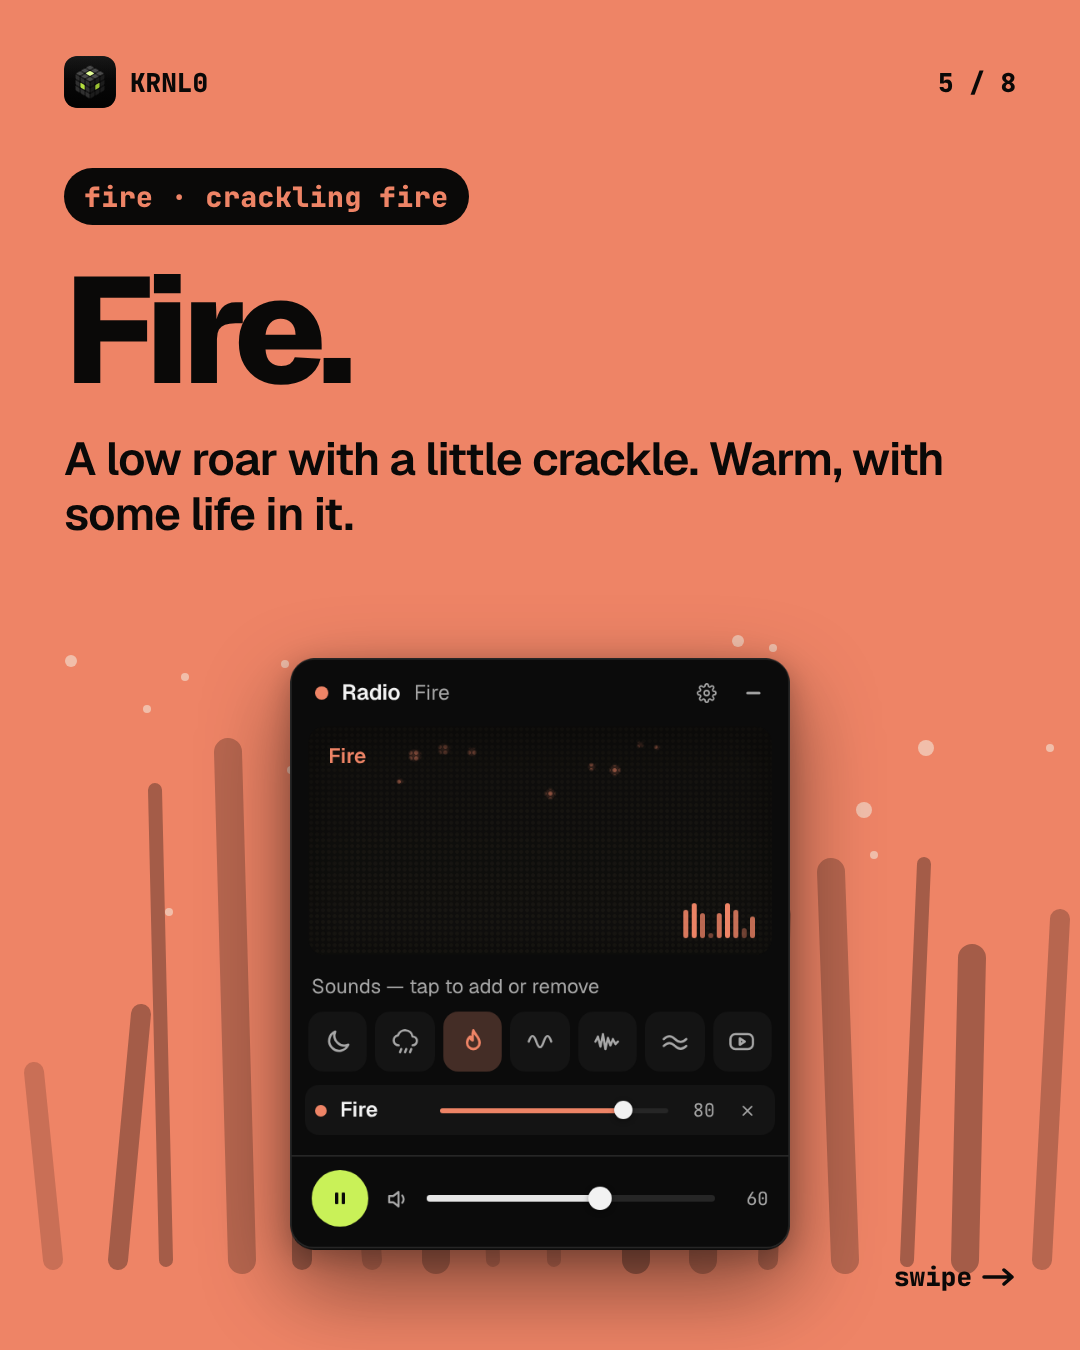 KRNL0
5 / 8
fire · crackling fire
Fire.
A low roar with a little crackle. Warm, with
some life in it.
Radio Fire
Fire
Sounds — tap to add or remove
Fire 80 ×
60
swipe →